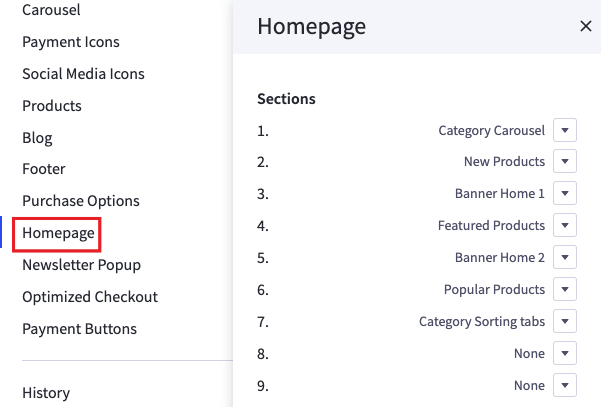 Carousel
Payment Icons
Social Media Icons
Products
Blog
Footer
Purchase Options
Homepage
Newsletter Popup
Optimized Checkout
Payment Buttons
History
Homepage
Sections
1. Category Carousel
2. New Products
3. Banner Home 1
4. Featured Products
5. Banner Home 2
6. Popular Products
7. Category Sorting tabs
8. None
9. None